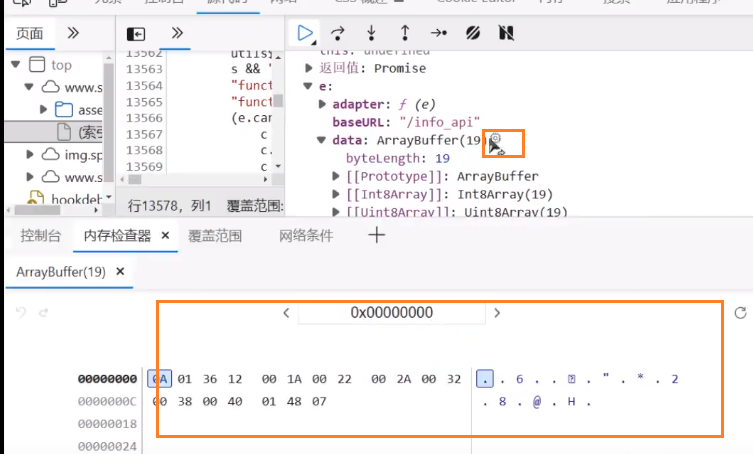 源代码
页面
top
www.s
asse
(索引
img.sp
www.s
hookdeb
13562 utilsy
13563 s && '
13564 "funct
13565 "funct
13566 (e.can
13567 c
13568 c.
13569 c
行13578，列1 覆盖范围:
this: undefined
返回值: Promise
e:
adapter: ƒ (e)
baseURL: "/info_api"
data: ArrayBuffer(19)
byteLength: 19
[[Prototype]]: ArrayBuffer
[[Int8Array]]: Int8Array(19)
[[Uint8Array]]: Uint8Array(19)
控制台 内存检查器 × 覆盖范围 网络条件 +
ArrayBuffer(19) ×
0x00000000
00000000 0A 01 36 12 00 1A 00 22 00 2A 00 32 . . 6 . . . . " . * . 2
0000000C 00 38 00 40 01 48 07 . 8 . @ . H .
00000018
00000024